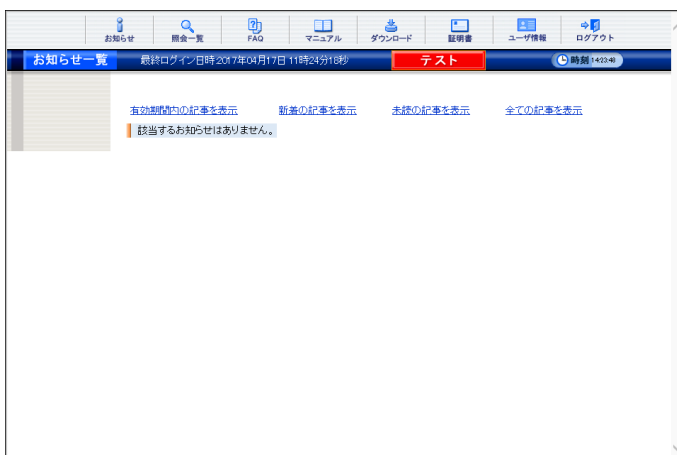 お知らせ 照会一覧 FAQ マニュアル ダウンロード 証明書 ユーザ情報 ログアウト
お知らせ一覧 最終ログイン日時:2017年04月17日 11時24分18秒 テスト 時刻 14:23:48
有効期間内の記事を表示 新着の記事を表示 未読の記事を表示 全ての記事を表示
該当するお知らせはありません。